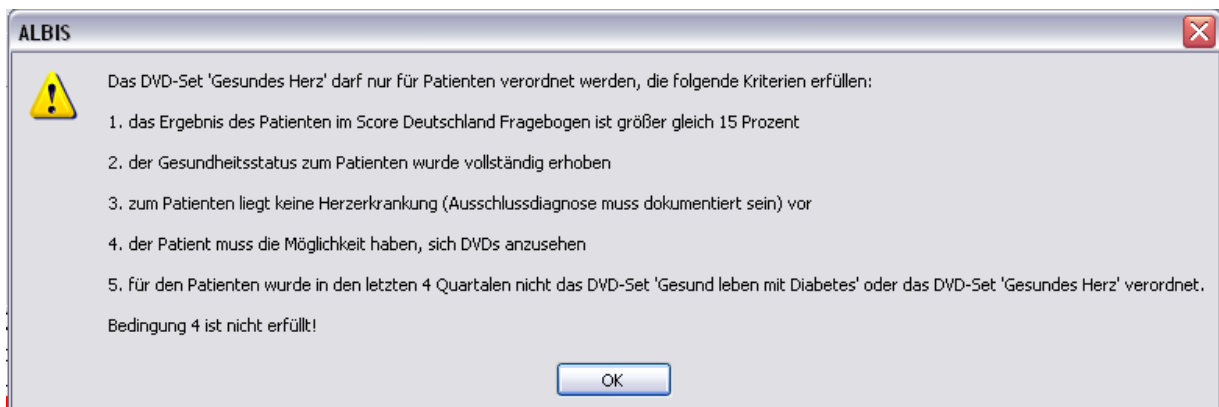 ALBIS
Das DVD-Set 'Gesundes Herz' darf nur für Patienten verordnet werden, die folgende Kriterien erfüllen:
1. das Ergebnis des Patienten im Score Deutschland Fragebogen ist größer gleich 15 Prozent
2. der Gesundheitsstatus zum Patienten wurde vollständig erhoben
3. zum Patienten liegt keine Herzerkrankung (Ausschlussdiagnose muss dokumentiert sein) vor
4. der Patient muss die Möglichkeit haben, sich DVDs anzusehen
5. für den Patienten wurde in den letzten 4 Quartalen nicht das DVD-Set 'Gesund leben mit Diabetes' oder das DVD-Set 'Gesundes Herz' verordnet.
Bedingung 4 ist nicht erfüllt!
OK